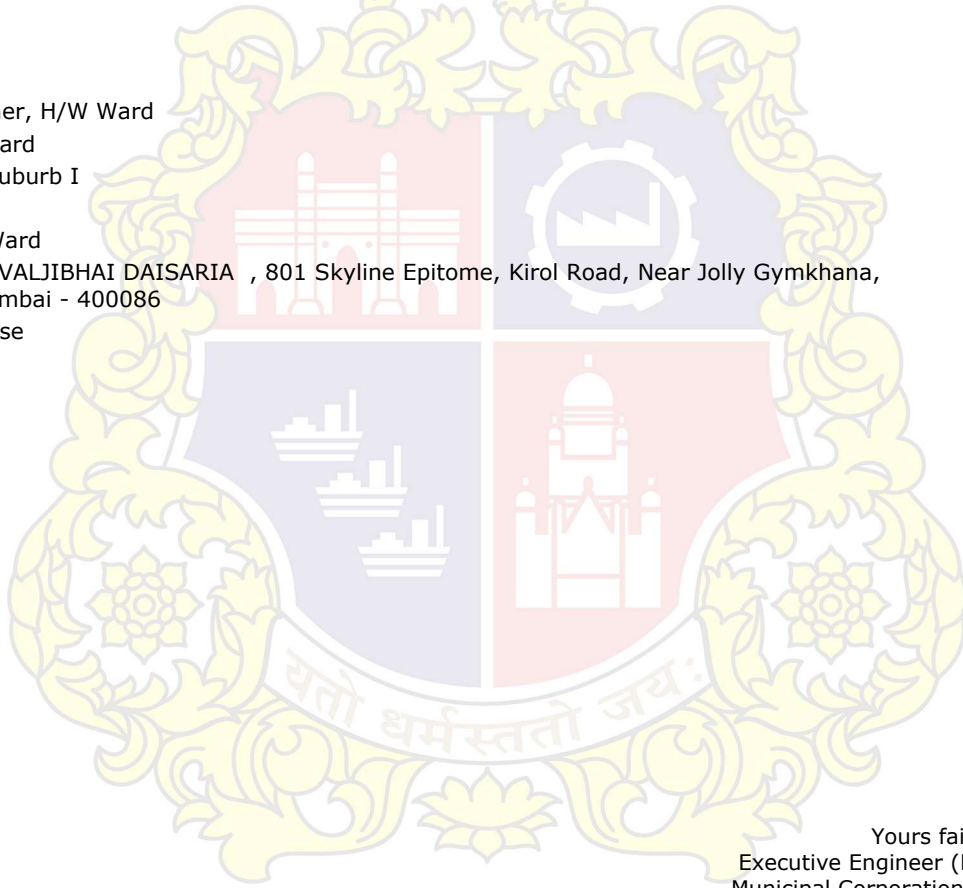 er, H/W Ward
ard
uburb I
Ward
VALJIBHAI DAISARIA , 801 Skyline Epitome, Kirol Road, Near Jolly Gymkhana,
mbai - 400086
se
यतो धर्मस्ततो जय:
Yours fai
Executive Engineer (
Municipal Corporation